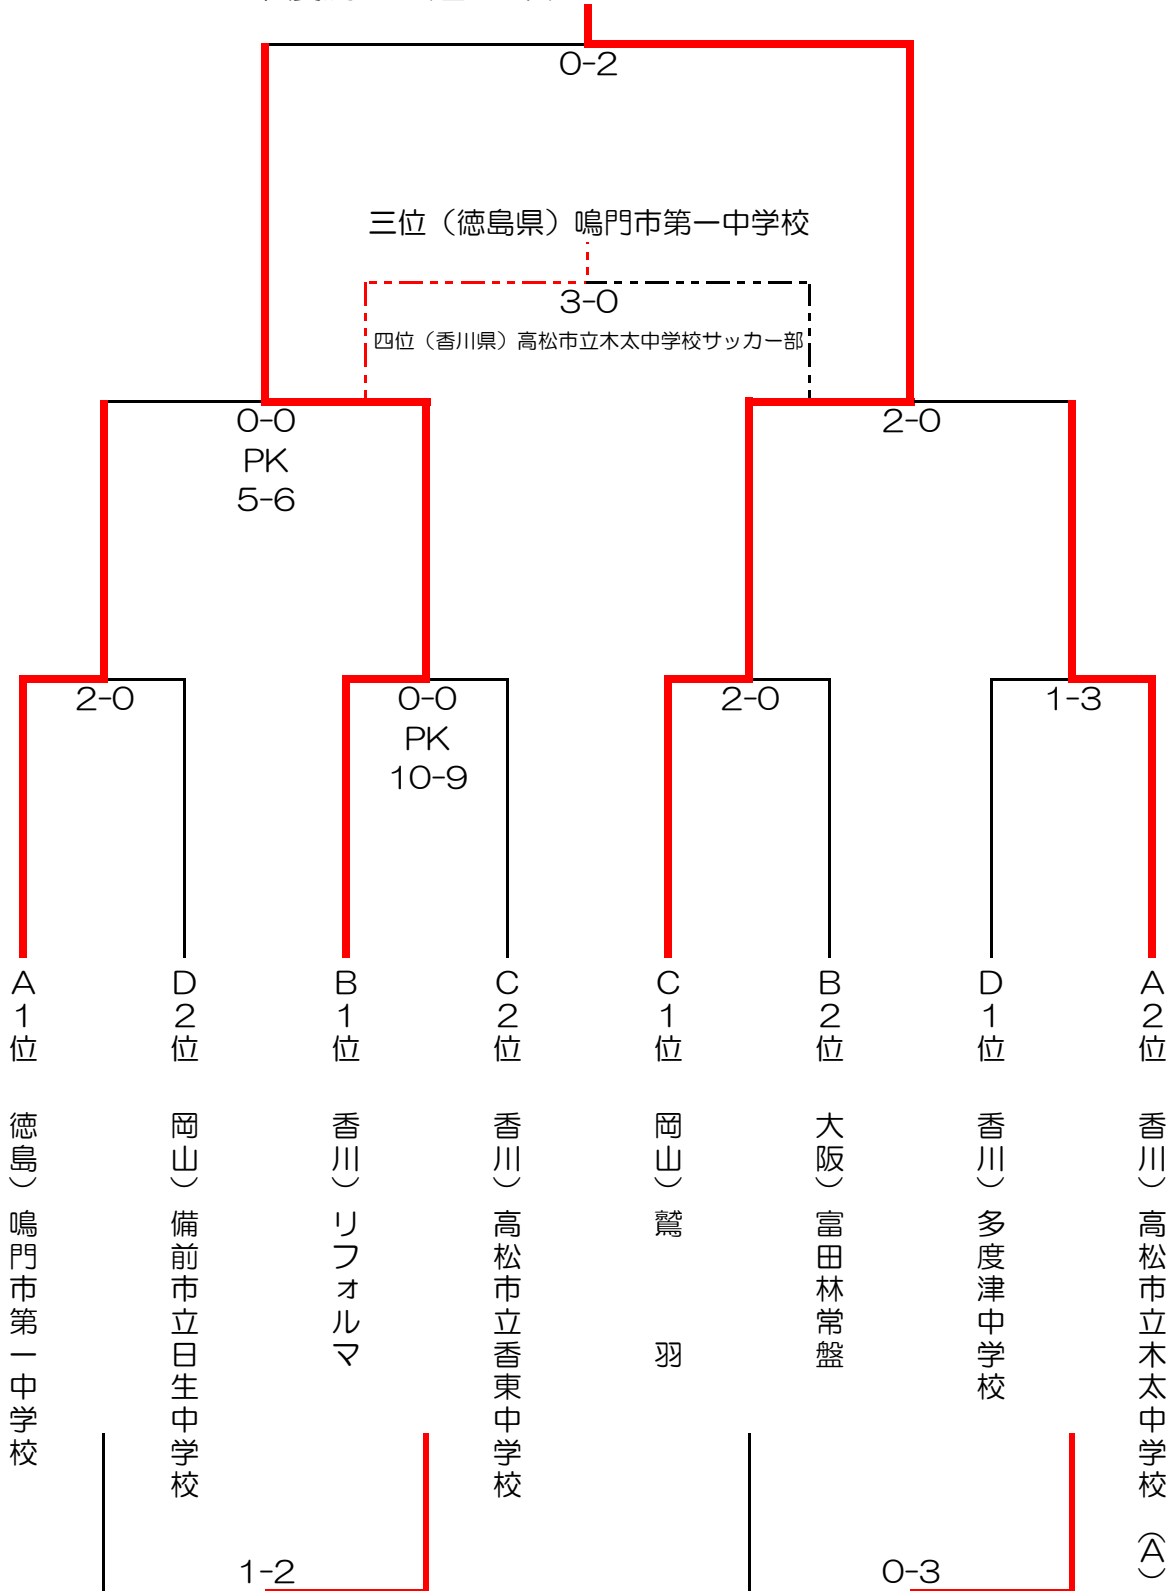 0-2
三位（徳島県）鳴門市第一中学校
3-0
四位（香川県）高松市立木太中学校サッカー部
0-0
PK
5-6
2-0
2-0
0-0
PK
10-9
2-0
1-3
A1位 徳島）鳴門市第一中学校
D2位 岡山）備前市立日生中学校
B1位 香川）リフォルマ
C2位 香川）高松市立香東中学校
C1位 岡山）鷲 羽
B2位 大阪）富田林常盤
D1位 香川）多度津中学校
A2位 香川）高松市立木太中学校（A）
1-2
0-3